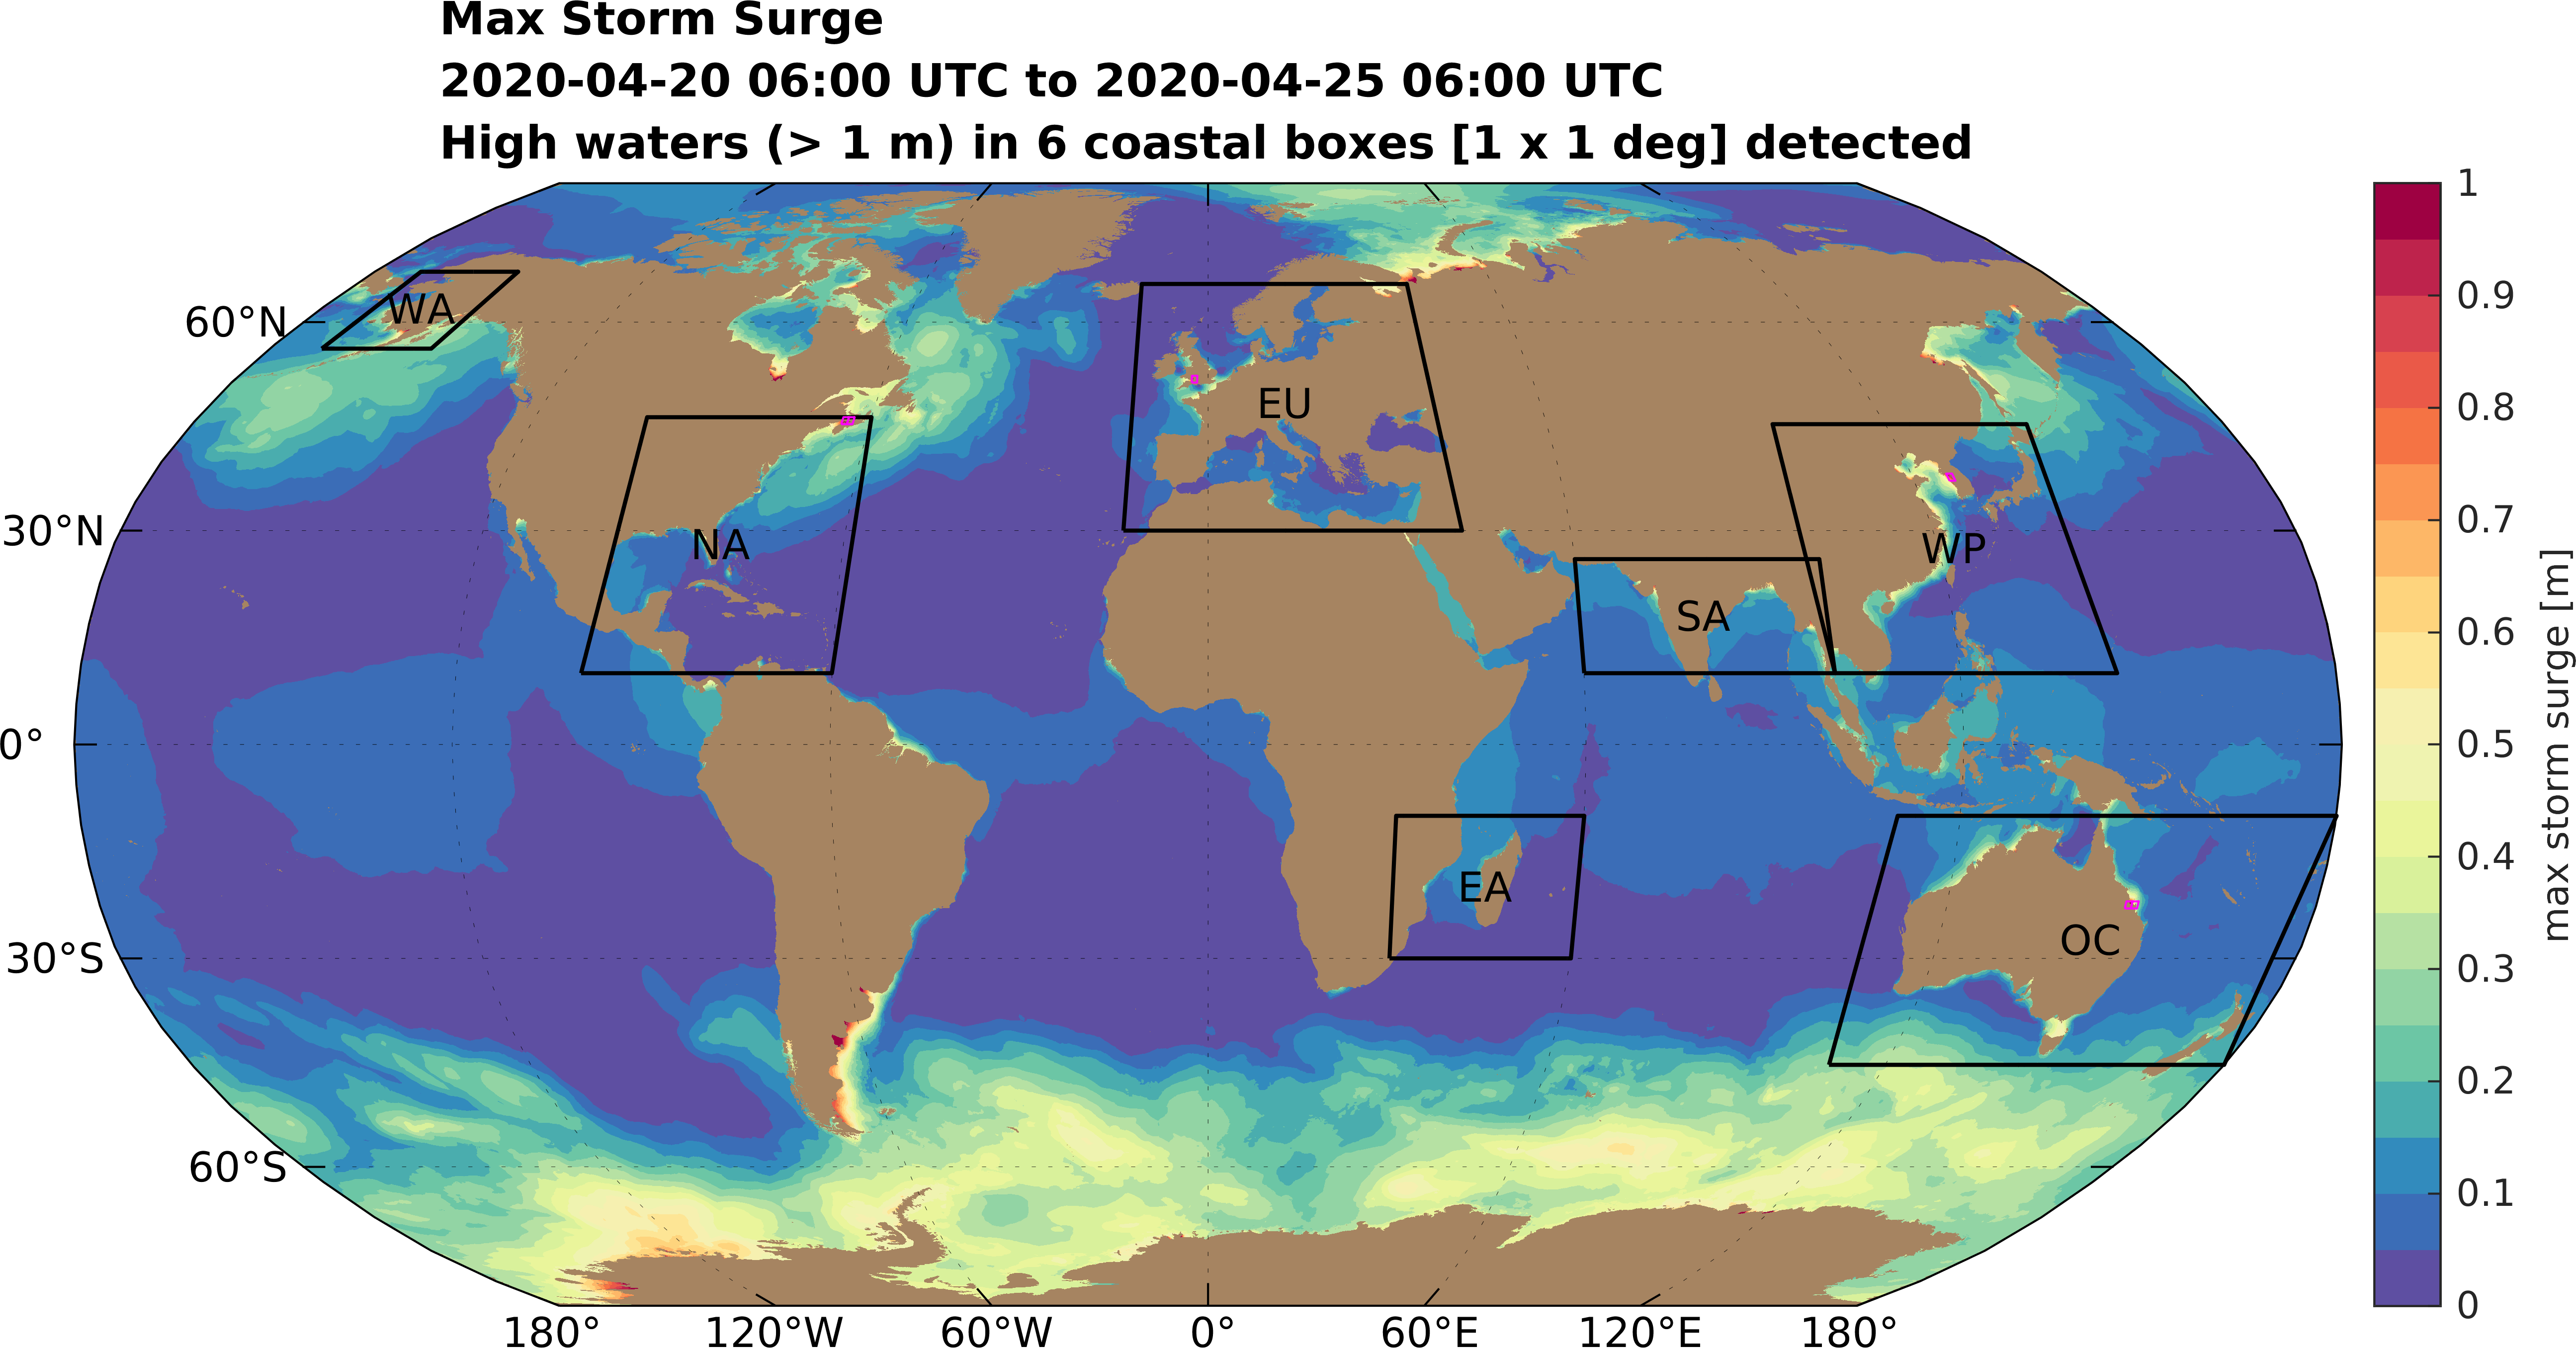 Max Storm Surge
2020-04-20 06:00 UTC to 2020-04-25 06:00 UTC
High waters (> 1 m) in 6 coastal boxes [1 x 1 deg] detected
60°N
30°N
0°
30°S
60°S
WA
NA
EU
SA
WP
EA
OC
180°
120°W
60°W
0°
60°E
120°E
180°
1
0.9
0.8
0.7
0.6
0.5
0.4
0.3
0.2
0.1
0
max storm surge [m]